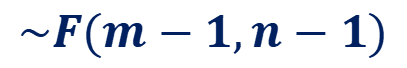 ~F(m − 1, n − 1)